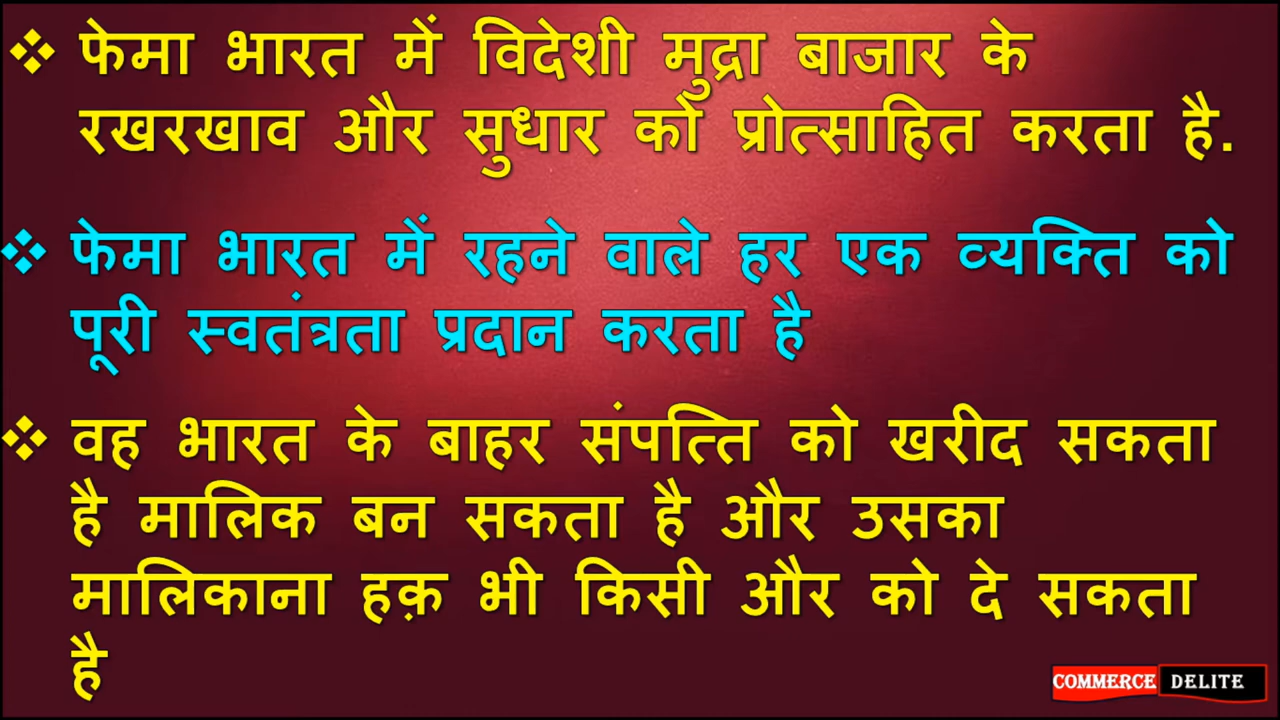 ❖ फेमा भारत में विदेशी मुद्रा बाजार के
रखरखाव और सुधार को प्रोत्साहित करता है.
❖ फेमा भारत में रहने वाले हर एक व्यक्ति को
पूरी स्वतंत्रता प्रदान करता है
❖ वह भारत के बाहर संपत्ति को खरीद सकता
है मालिक बन सकता है और उसका
मालिकाना हक़ भी किसी और को दे सकता
है
COMMERCE DELITE